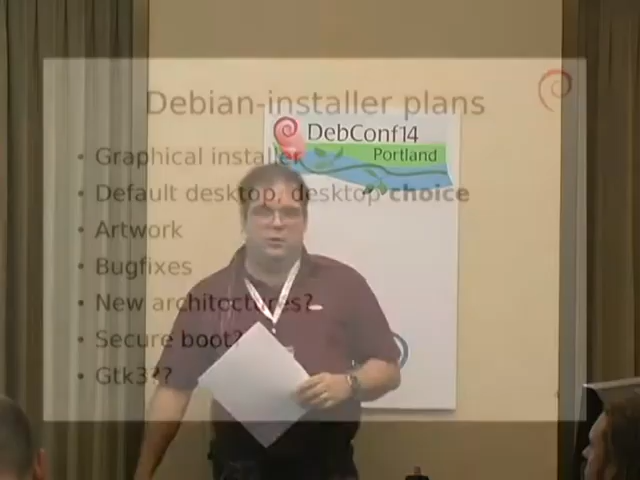 Debian-installer plans
DebConf14
Portland
• Graphical installer
• Default desktop, desktop choice
• Artwork
• Bugfixes
• New architectures?
• Secure boot?
• Gtk3??